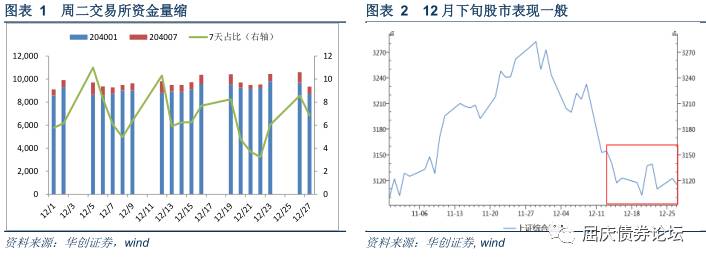 图表 1 周二交易所资金量缩
204001 204007 7天占比（右轴）
12,000
10,000
8,000
6,000
4,000
2,000
0
12
10
8
6
4
2
0
12/1 12/3 12/5 12/7 12/9 12/11 12/13 12/15 12/17 12/19 12/21 12/23 12/25 12/27
资料来源：华创证券，wind
图表 2 12月下旬股市表现一般
3270
3240
3210
3180
3150
3120
3270
3240
3210
3180
3150
3120
11-06 11-13 11-20 11-27 12-04 12-11 12-18 12-25
上证综合
资料来源：华创证券, wind
屈庆债券论坛